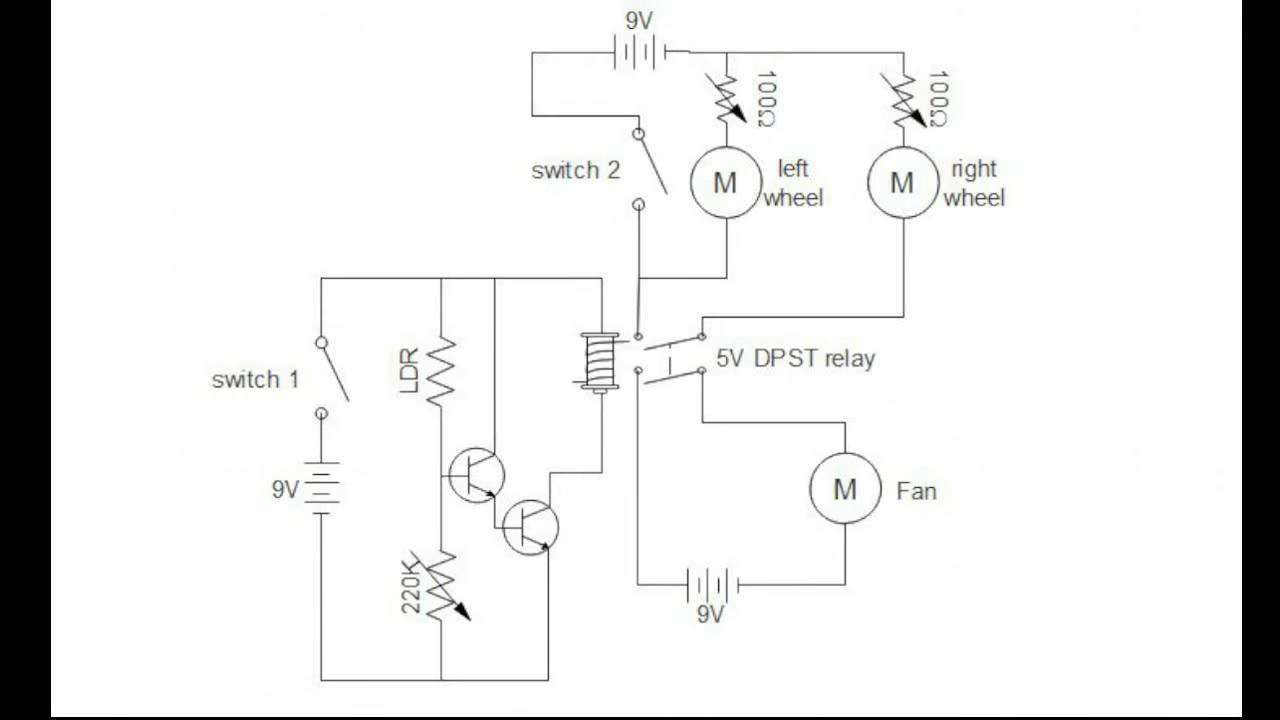 9V
100Ω
100Ω
switch 2
M
left
wheel
M
right
wheel
switch 1
LDR
5V DPST relay
9V
M
Fan
220K
9V